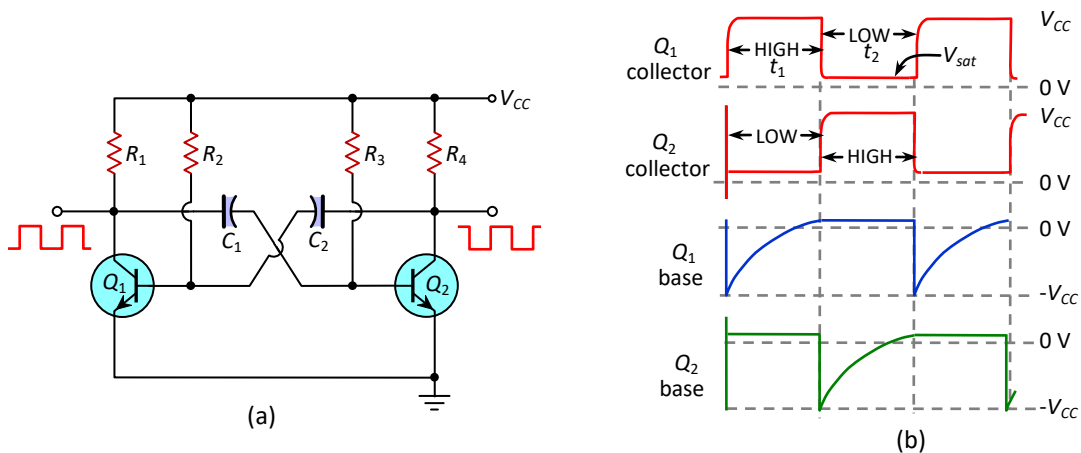 V_CC
R_1
R_2
R_3
R_4
C_1
C_2
Q_1
Q_2
(a)
Q_1
collector
HIGH
t_1
LOW
t_2
V_sat
V_CC
0 V
Q_2
collector
LOW
HIGH
V_CC
0 V
Q_1
base
0 V
-V_CC
Q_2
base
0 V
-V_CC
(b)